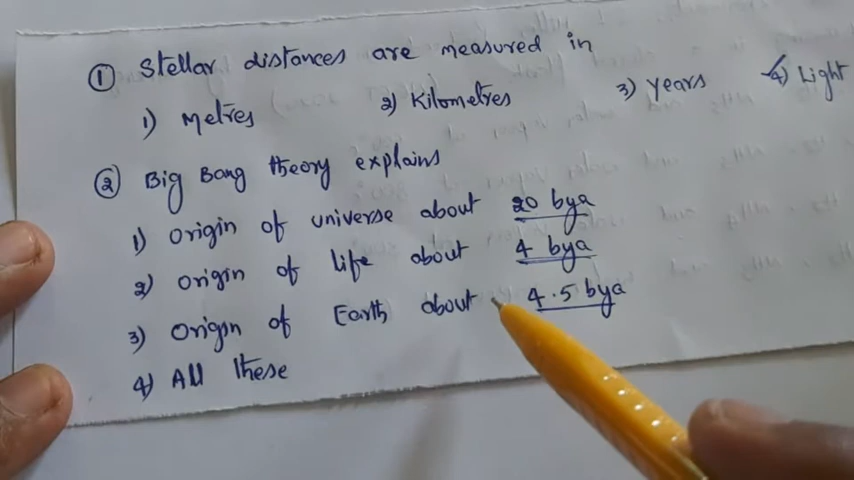 ① Stellar distances are measured in
1) Metres 2) Kilometres 3) Years ✓4) Light
② Big Bang theory explains
1) Origin of universe about 20 bya
2) Origin of life about 4 bya
3) Origin of Earth about 4.5 bya
4) All these